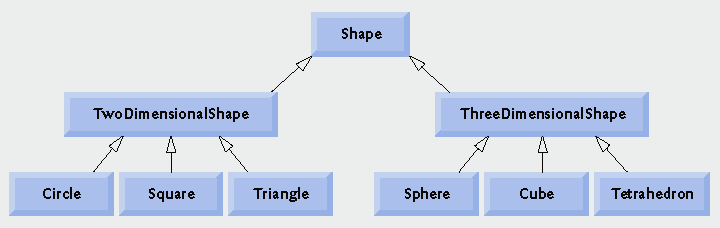 Shape
TwoDimensionalShape
ThreeDimensionalShape
Circle
Square
Triangle
Sphere
Cube
Tetrahedron